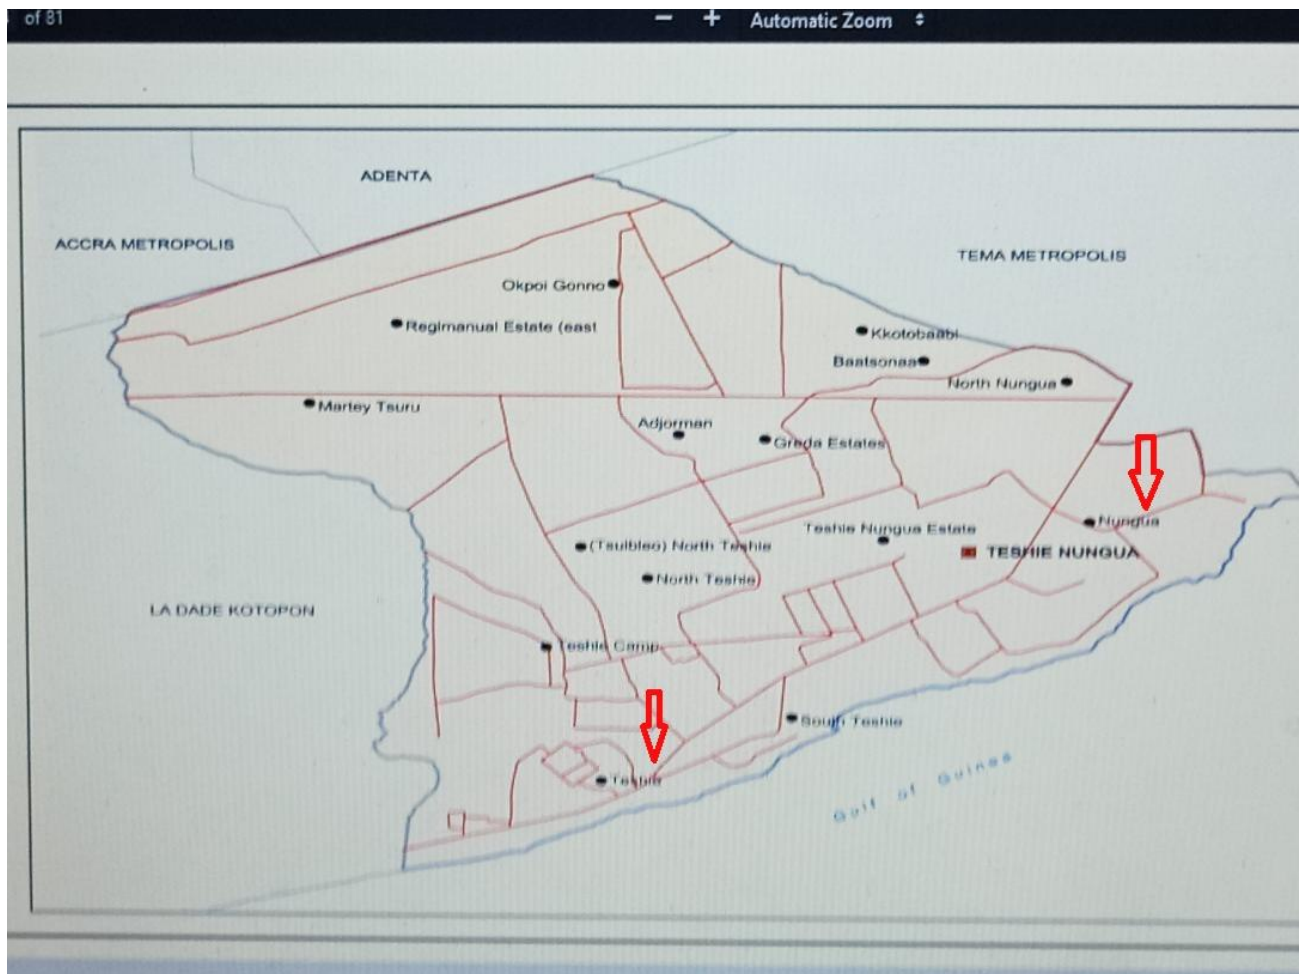 of 81
− + Automatic Zoom
ADENTA
ACCRA METROPOLIS
TEMA METROPOLIS
Okpoi Gonno
Regimanual Estate (east
Kkotobaabi
Baatsonaa
North Nungua
Martey Tsuru
Adjorman
Greda Estates
Nungua
Teshie Nungua Estate
(Tsuibleo) North Teshie
TESHIE NUNGUA
North Teshie
LA DADE KOTOPON
Teshie Camp
South Teshie
Teshie
Gulf of Guinea